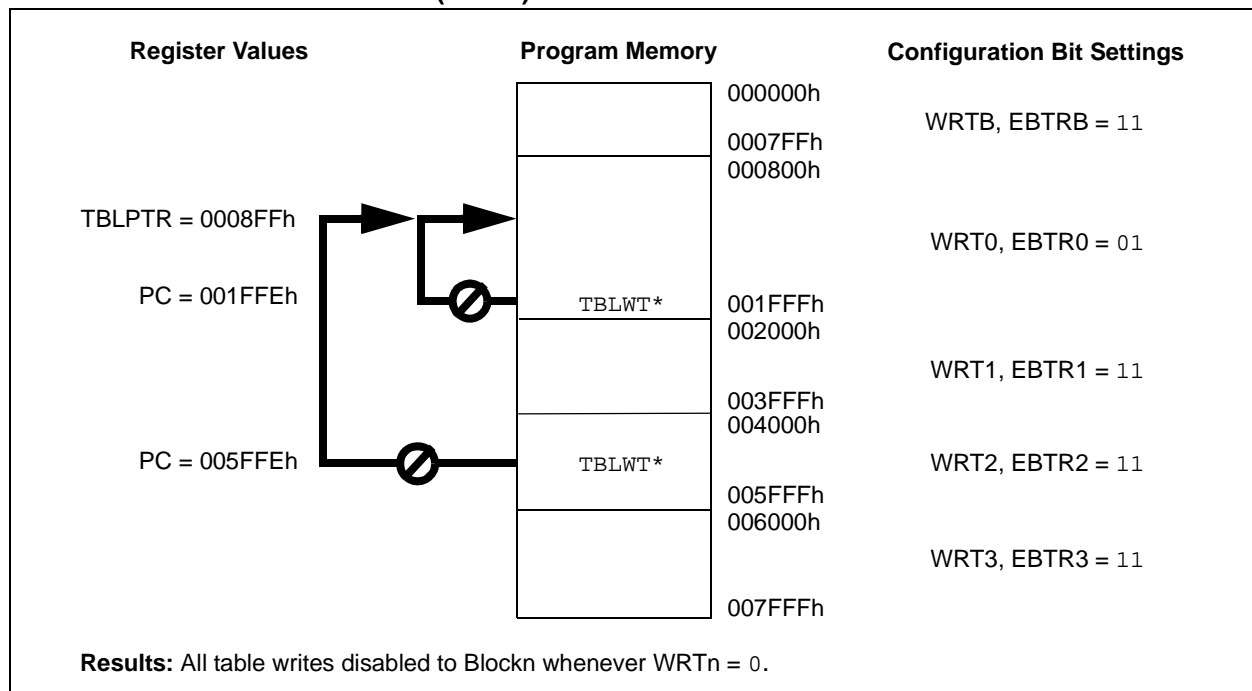 Register Values Program Memory Configuration Bit Settings
000000h
WRTB, EBTRB = 11
0007FFh
000800h
TBLPTR = 0008FFh
WRT0, EBTR0 = 01
PC = 001FFEh TBLWT* 001FFFh
002000h
WRT1, EBTR1 = 11
003FFFh
004000h
PC = 005FFEh TBLWT* WRT2, EBTR2 = 11
005FFFh
006000h
WRT3, EBTR3 = 11
007FFFh
Results: All table writes disabled to Blockn whenever WRTn = 0.